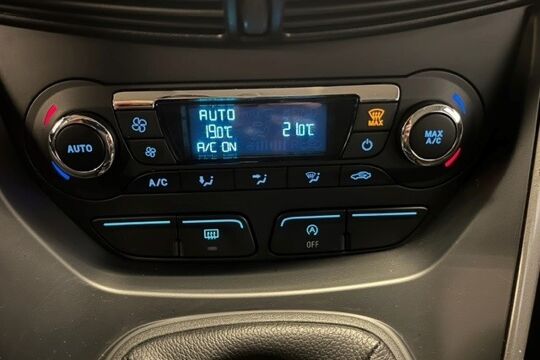 AUTO
19.0°C 21.0°C
A/C ON
MAX
AUTO
MAX
A/C
A/C
A
OFF